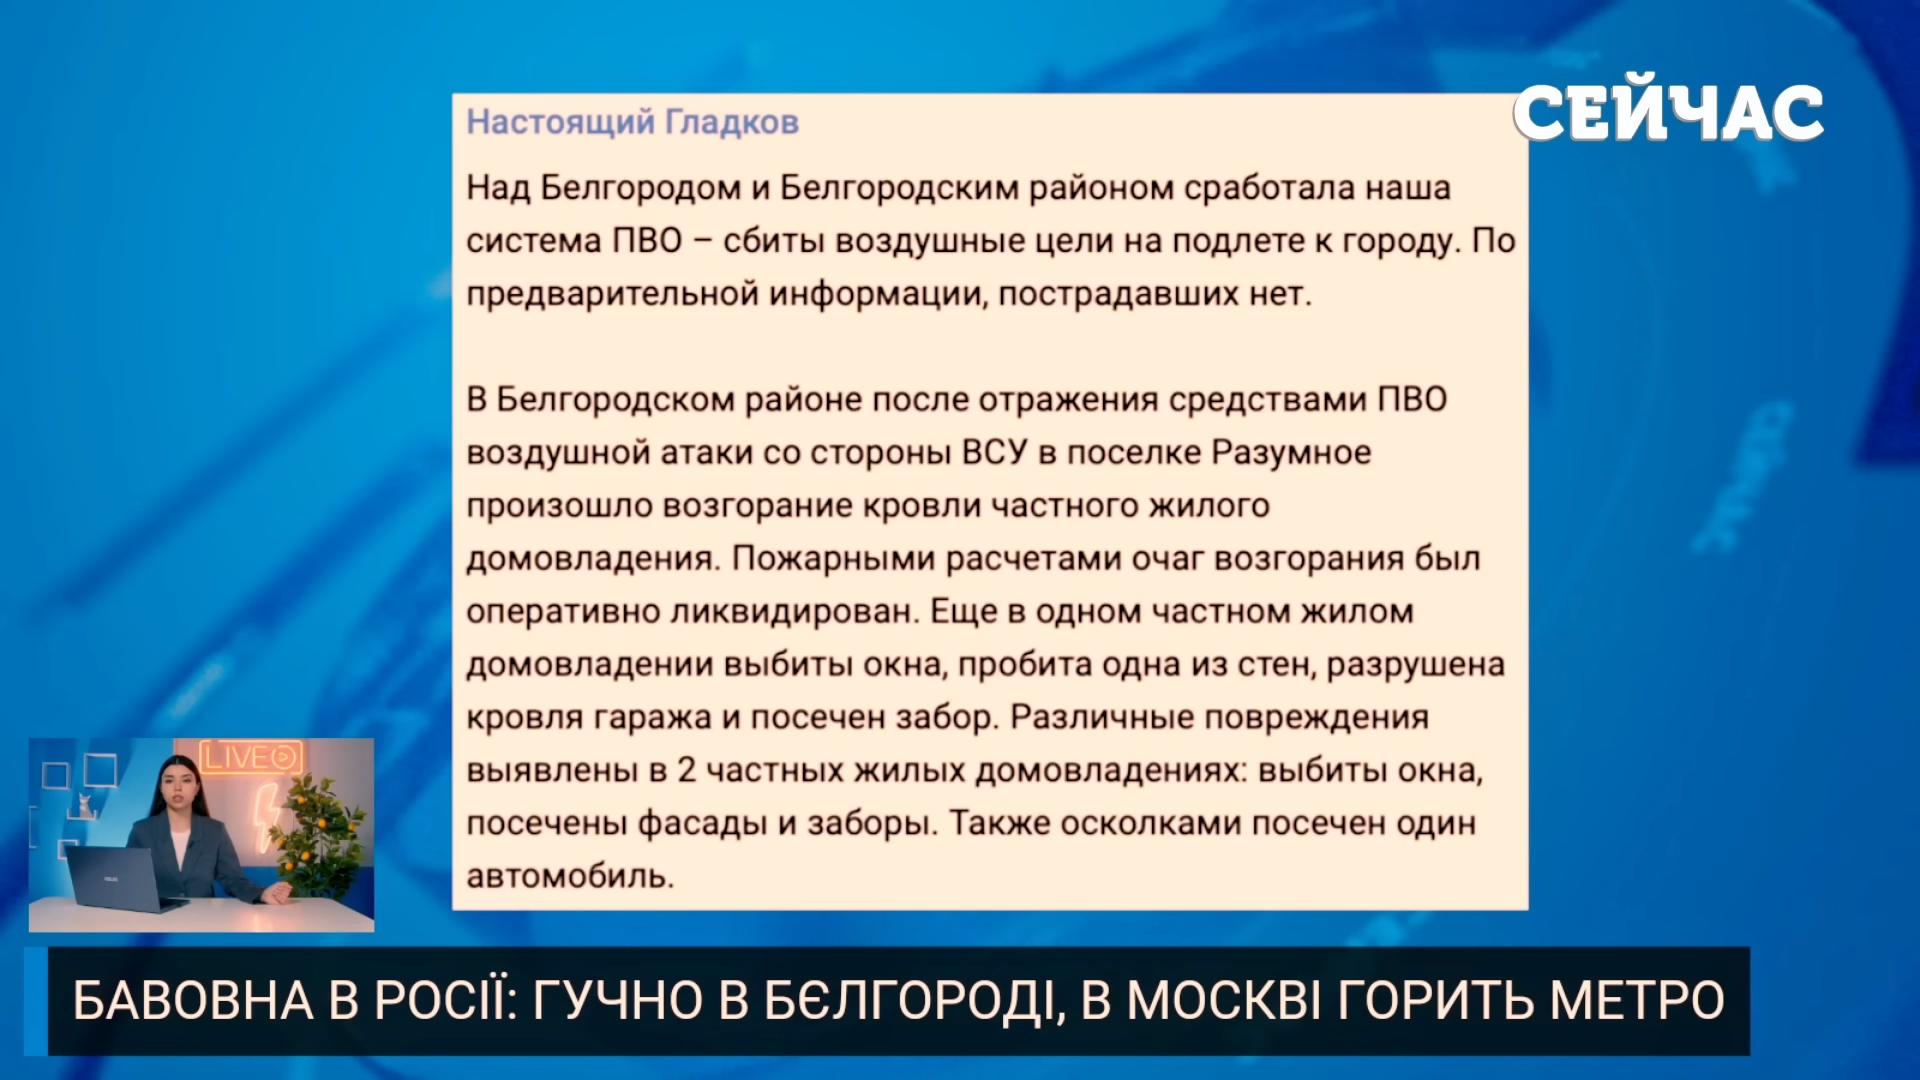 СЕЙЧАС
Настоящий Гладков
Над Белгородом и Белгородским районом сработала наша
система ПВО – сбиты воздушные цели на подлете к городу. По
предварительной информации, пострадавших нет.
В Белгородском районе после отражения средствами ПВО
воздушной атаки со стороны ВСУ в поселке Разумное
произошло возгорание кровли частного жилого
домовладения. Пожарными расчетами очаг возгорания был
оперативно ликвидирован. Еще в одном частном жилом
домовладении выбиты окна, пробита одна из стен, разрушена
кровля гаража и посечен забор. Различные повреждения
выявлены в 2 частных жилых домовладениях: выбиты окна,
посечены фасады и заборы. Также осколками посечен один
автомобиль.
LIVE
БАВОВНА В РОСІЇ: ГУЧНО В БЄЛГОРОДІ, В МОСКВІ ГОРИТЬ МЕТРО